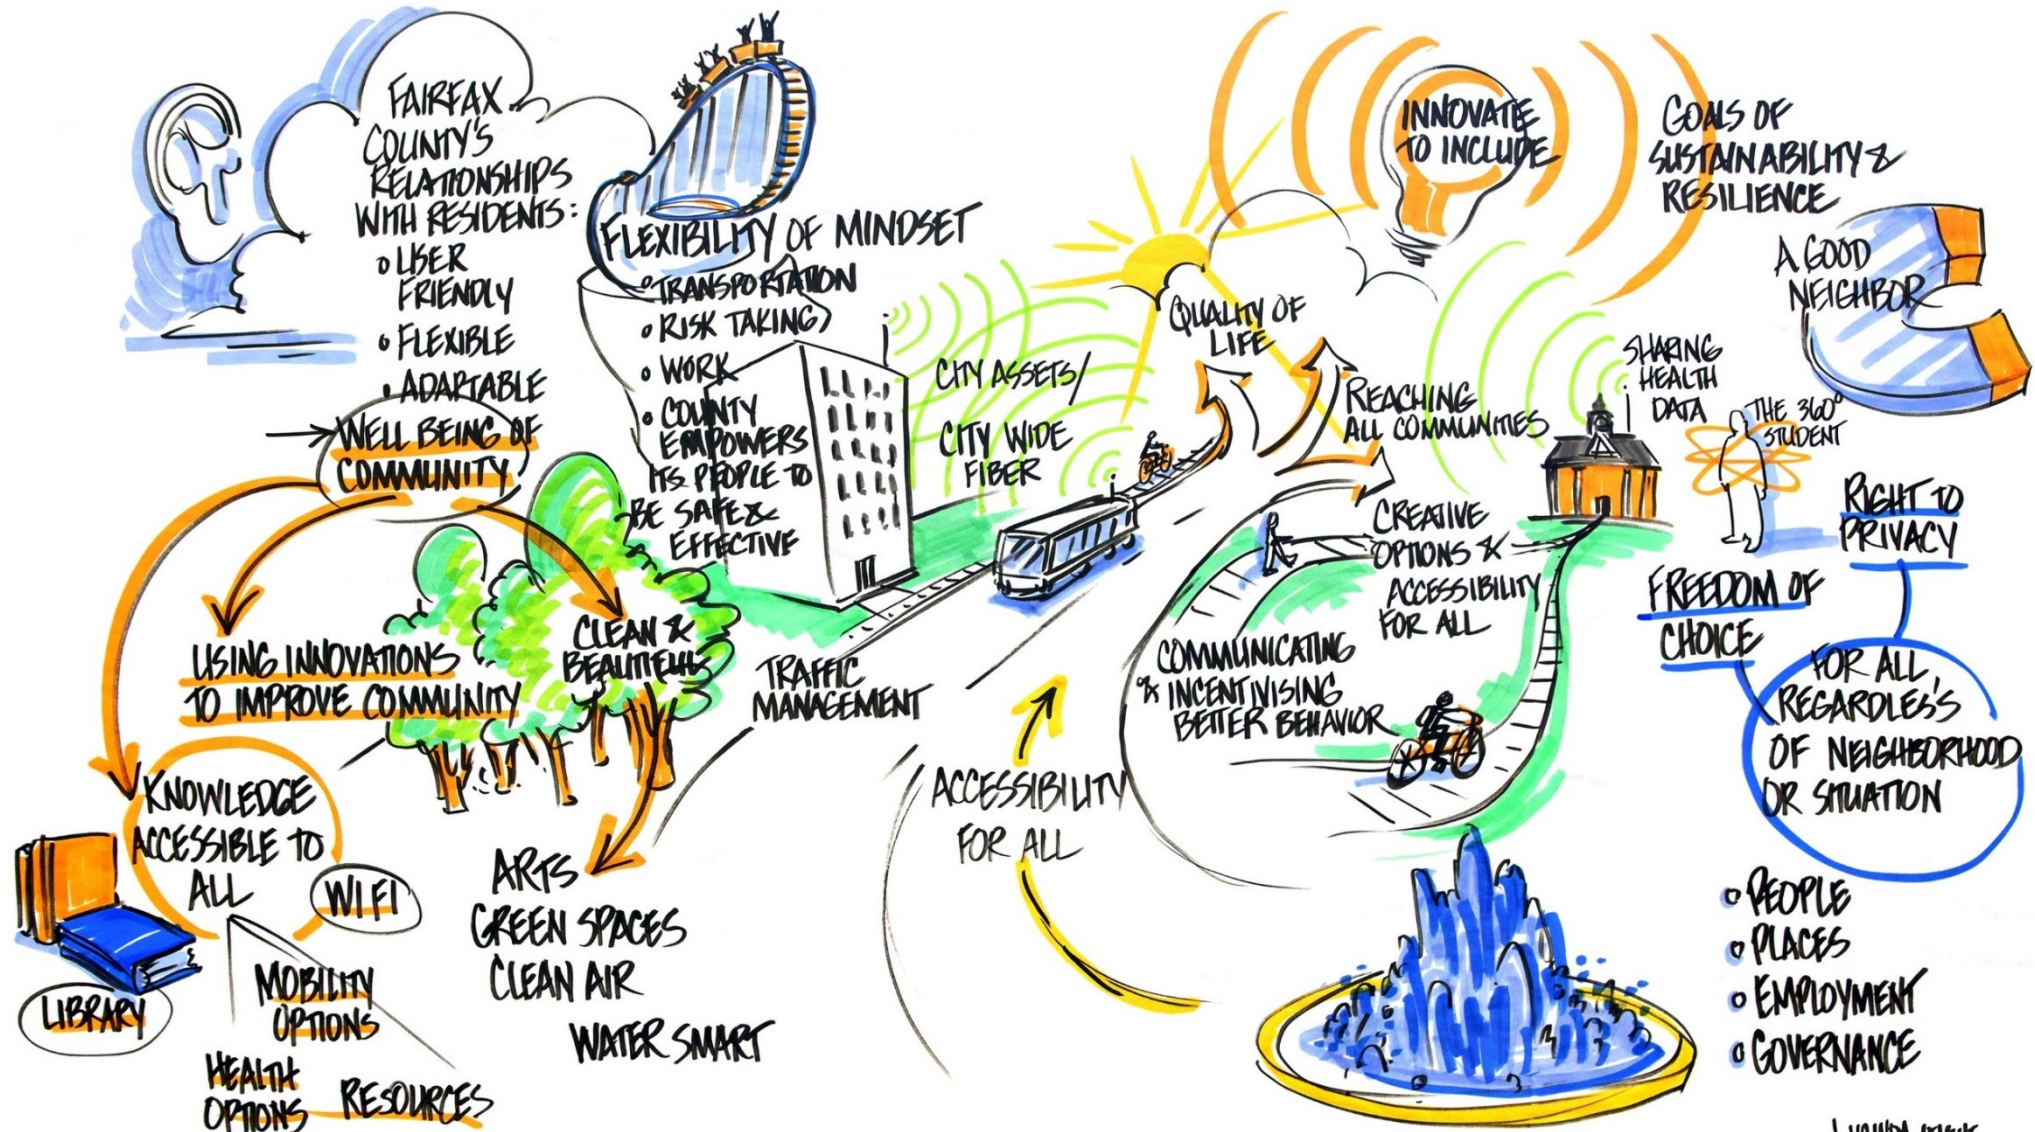 FAIRFAX
COUNTY'S
RELATIONSHIPS
WITH RESIDENTS:
USER
FRIENDLY
FLEXIBLE
ADAPTABLE
WELL BEING OF
COMMUNITY
USING INNOVATIONS
TO IMPROVE COMMUNITY
KNOWLEDGE
ACCESSIBLE TO
ALL
WIFI
LIBRARY
MOBILITY
OPTIONS
HEALTH
OPTIONS
RESOURCES
CLEAN &
BEAUTIFUL
ARTS
GREEN SPACES
CLEAN AIR
WATER SMART
FLEXIBILITY OF MINDSET
TRANSPORTATION
RISK TAKING
WORK
COUNTY
EMPOWERS
ITS PEOPLE TO
BE SAFE &
EFFECTIVE
CITY ASSETS/
CITY WIDE
FIBER
TRAFFIC
MANAGEMENT
ACCESSIBILITY
FOR ALL
QUALITY OF
LIFE
INNOVATE
TO INCLUDE
REACHING
ALL COMMUNITIES
CREATIVE
OPTIONS &
ACCESSIBILITY
FOR ALL
COMMUNICATING
& INCENTIVISING
BETTER BEHAVIOR
GOALS OF
SUSTAINABILITY &
RESILIENCE
A GOOD
NEIGHBOR
SHARING
HEALTH
DATA
THE 360°
STUDENT
RIGHT TO
PRIVACY
FREEDOM OF
CHOICE
FOR ALL,
REGARDLESS
OF NEIGHBORHOOD
OR SITUATION
PEOPLE
PLACES
EMPLOYMENT
GOVERNANCE